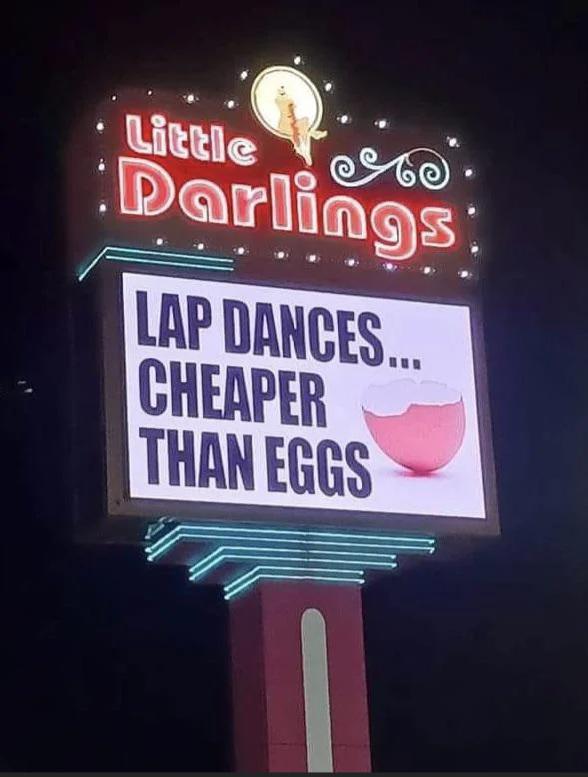 Little
Darlings
LAP DANCES...
CHEAPER
THAN EGGS